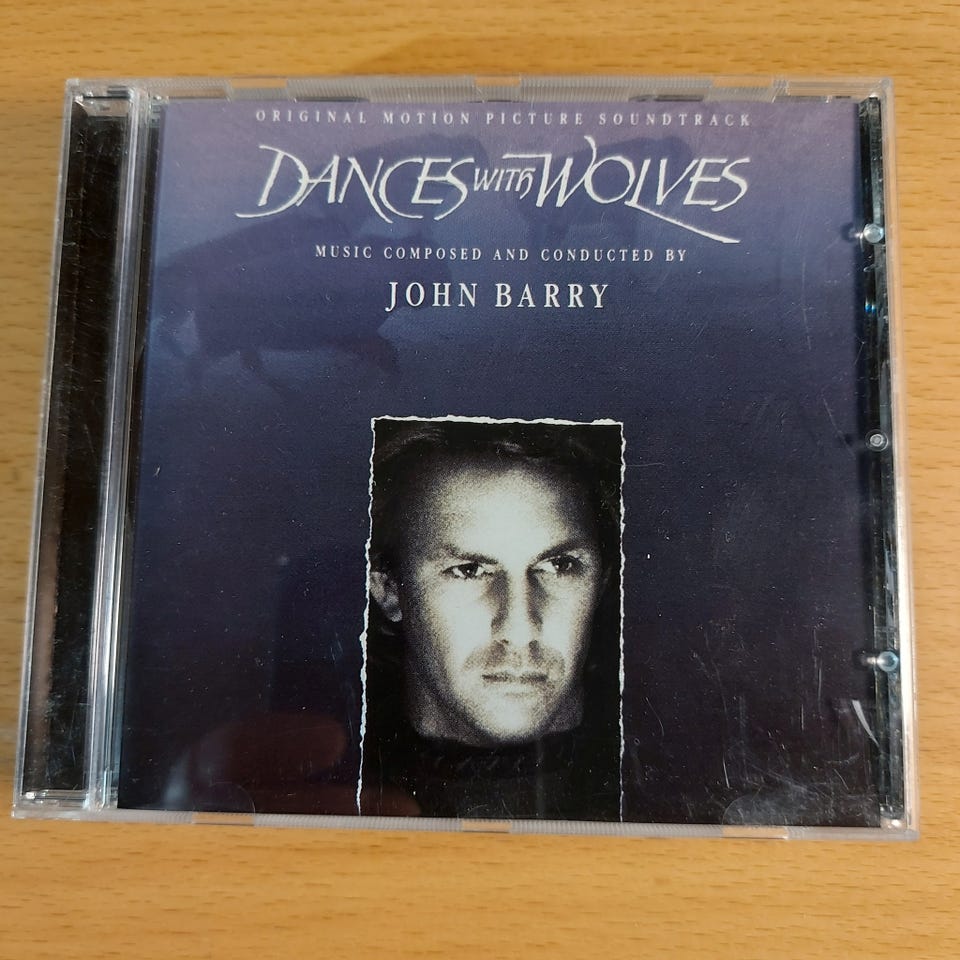 ORIGINAL MOTION PICTURE SOUNDTRACK
DANCES WITH WOLVES
MUSIC COMPOSED AND CONDUCTED BY
JOHN BARRY